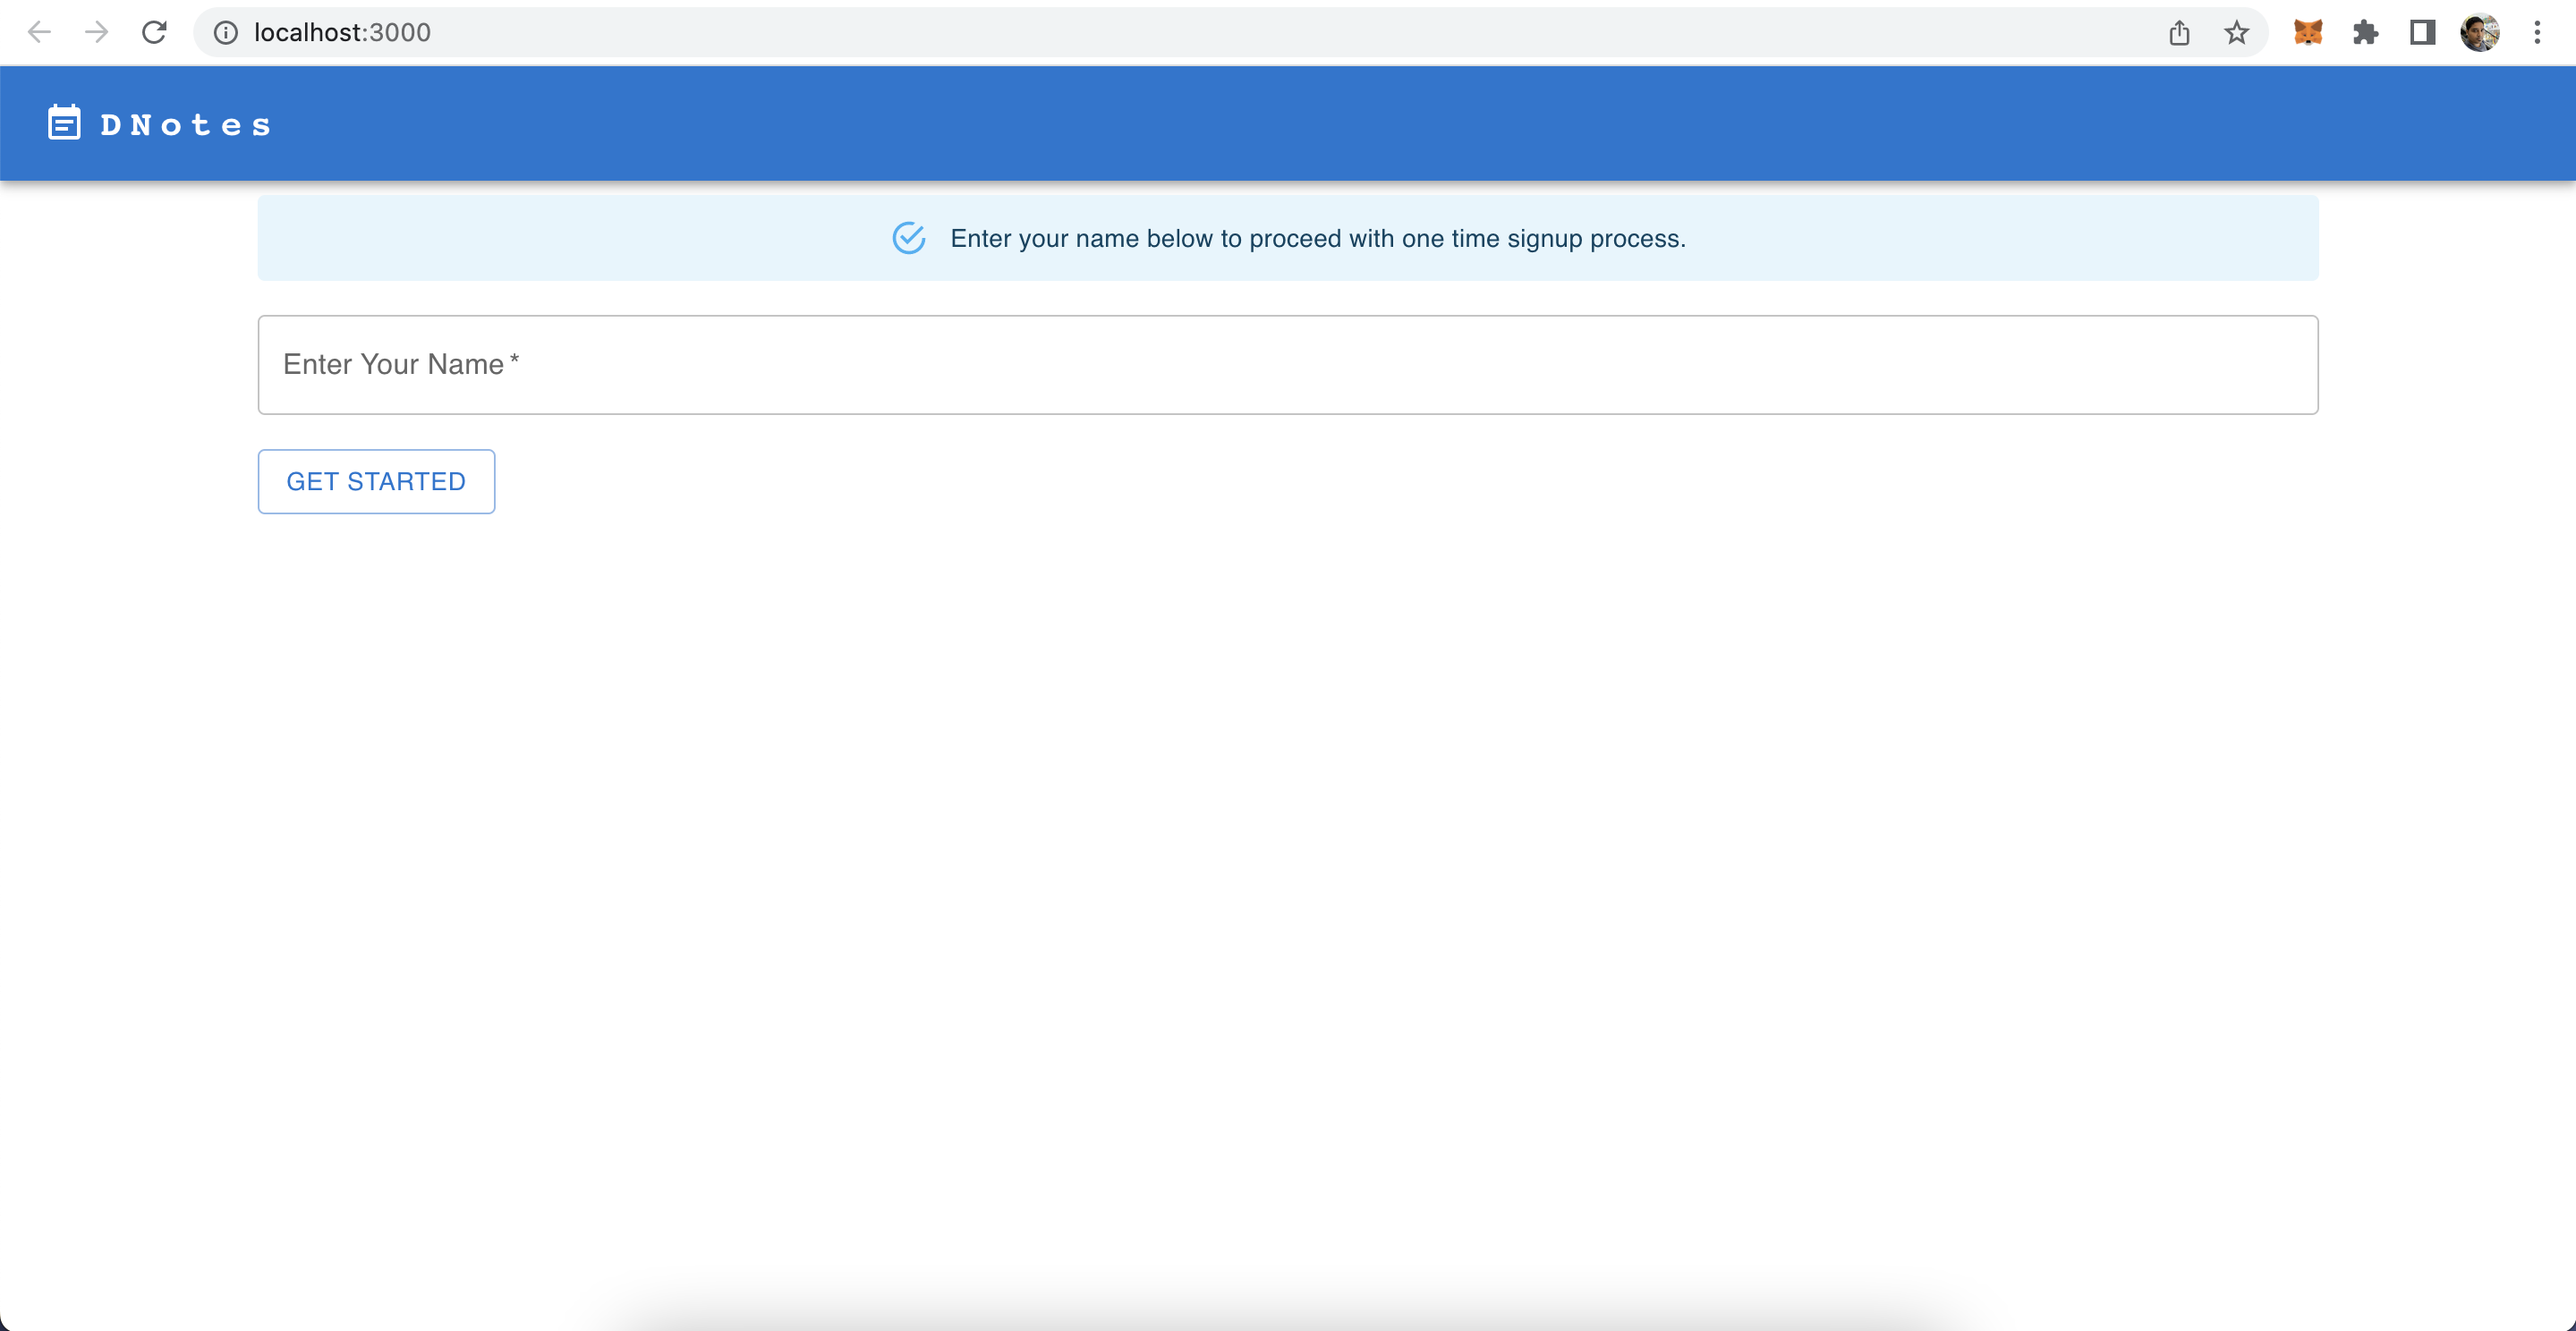 localhost:3000
DNotes
Enter your name below to proceed with one time signup process.
Enter Your Name *
GET STARTED